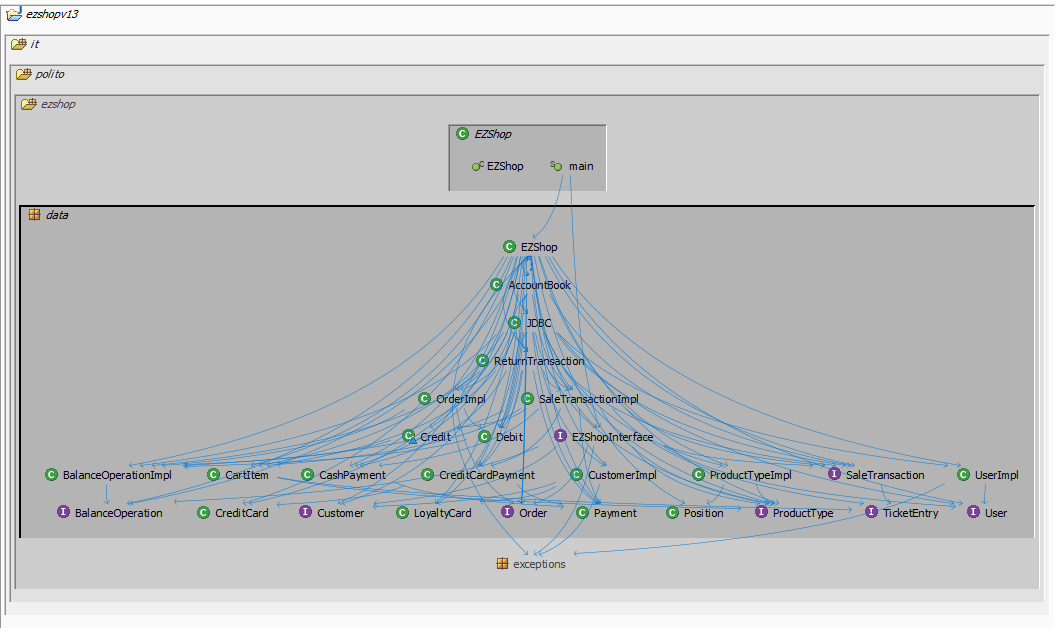 ezshopv13
it
polito
ezshop
EZShop
EZShop main
data
EZShop
AccountBook
JDBC
ReturnTransaction
OrderImpl SaleTransactionImpl
Credit Debit EZShopInterface
BalanceOperationImpl CartItem CashPayment CreditCardPayment CustomerImpl ProductTypeImpl SaleTransaction UserImpl
BalanceOperation CreditCard Customer LoyaltyCard Order Payment Position ProductType TicketEntry User
exceptions